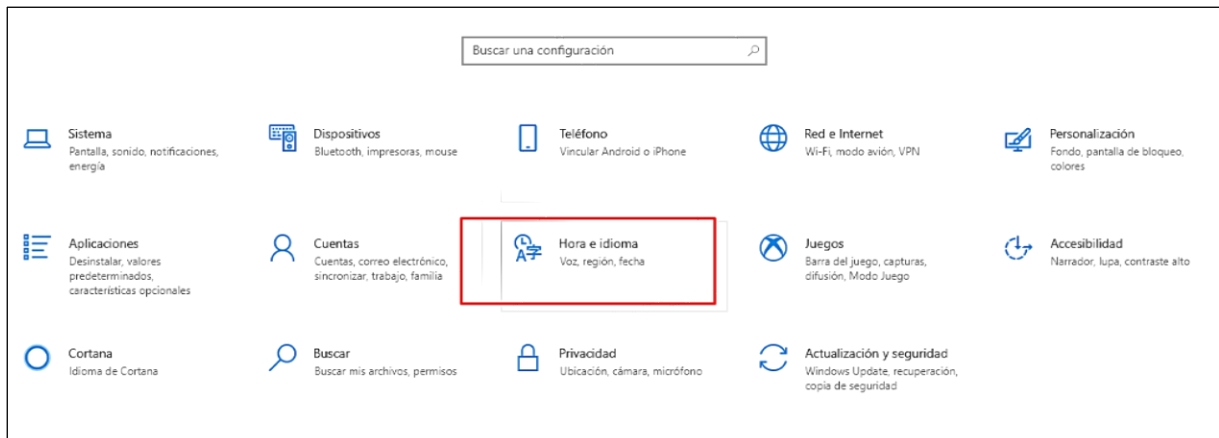 Buscar una configuración
Sistema
Pantalla, sonido, notificaciones,
energía
Dispositivos
Bluetooth, impresoras, mouse
Teléfono
Vincular Android o iPhone
Red e Internet
Wi-Fi, modo avión, VPN
Personalización
Fondo, pantalla de bloqueo,
colores
Aplicaciones
Desinstalar, valores
predeterminados,
características opcionales
Cuentas
Cuentas, correo electrónico,
sincronizar, trabajo, familia
Hora e idioma
Voz, región, fecha
Juegos
Barra del juego, capturas,
difusión, Modo Juego
Accesibilidad
Narrador, lupa, contraste alto
Cortana
Idioma de Cortana
Buscar
Buscar mis archivos, permisos
Privacidad
Ubicación, cámara, micrófono
Actualización y seguridad
Windows Update, recuperación,
copia de seguridad